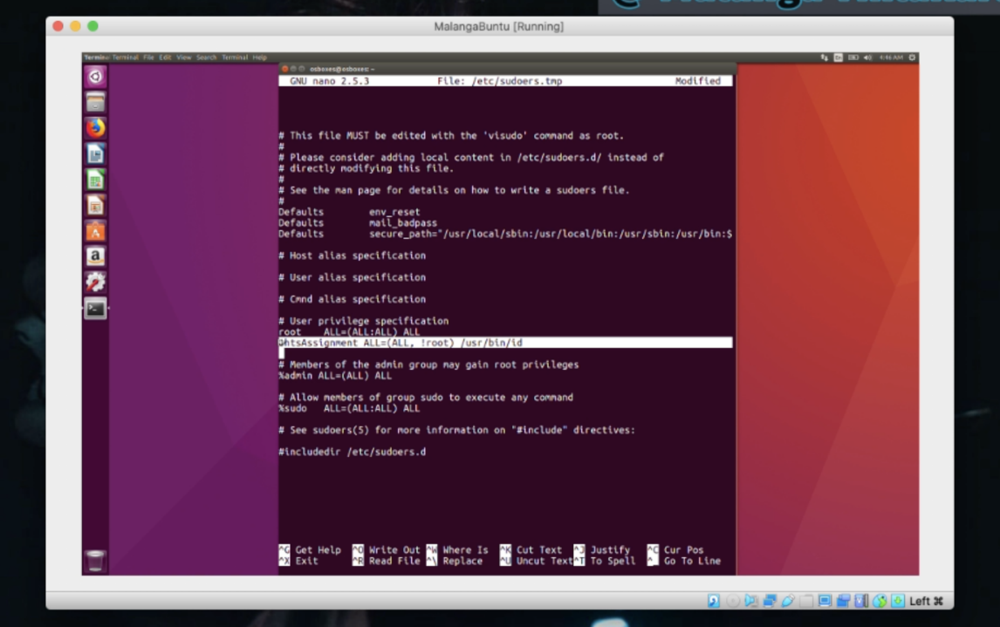 MalangaBuntu [Running]
Terminal File Edit View Search Terminal Help
4:46 AM
osboxes@osboxes: ~
GNU nano 2.5.3 File: /etc/sudoers.tmp Modified
# This file MUST be edited with the 'visudo' command as root.
#
# Please consider adding local content in /etc/sudoers.d/ instead of
# directly modifying this file.
#
# See the man page for details on how to write a sudoers file.
#
Defaults env_reset
Defaults mail_badpass
Defaults secure_path="/usr/local/sbin:/usr/local/bin:/usr/sbin:/usr/bin:$
# Host alias specification
# User alias specification
# Cmnd alias specification
# User privilege specification
root ALL=(ALL:ALL) ALL
ALL=(ALL, !root) /usr/bin/id
# Members of the admin group may gain root privileges
%admin ALL=(ALL) ALL
# Allow members of group sudo to execute any command
%sudo ALL=(ALL:ALL) ALL
# See sudoers(5) for more information on "#include" directives:
#includedir /etc/sudoers.d
^G Get Help ^O Write Out ^W Where Is ^K Cut Text ^J Justify ^C Cur Pos
^X Exit ^R Read File ^\ Replace ^U Uncut Text ^T To Spell ^_ Go To Line
Left ⌘